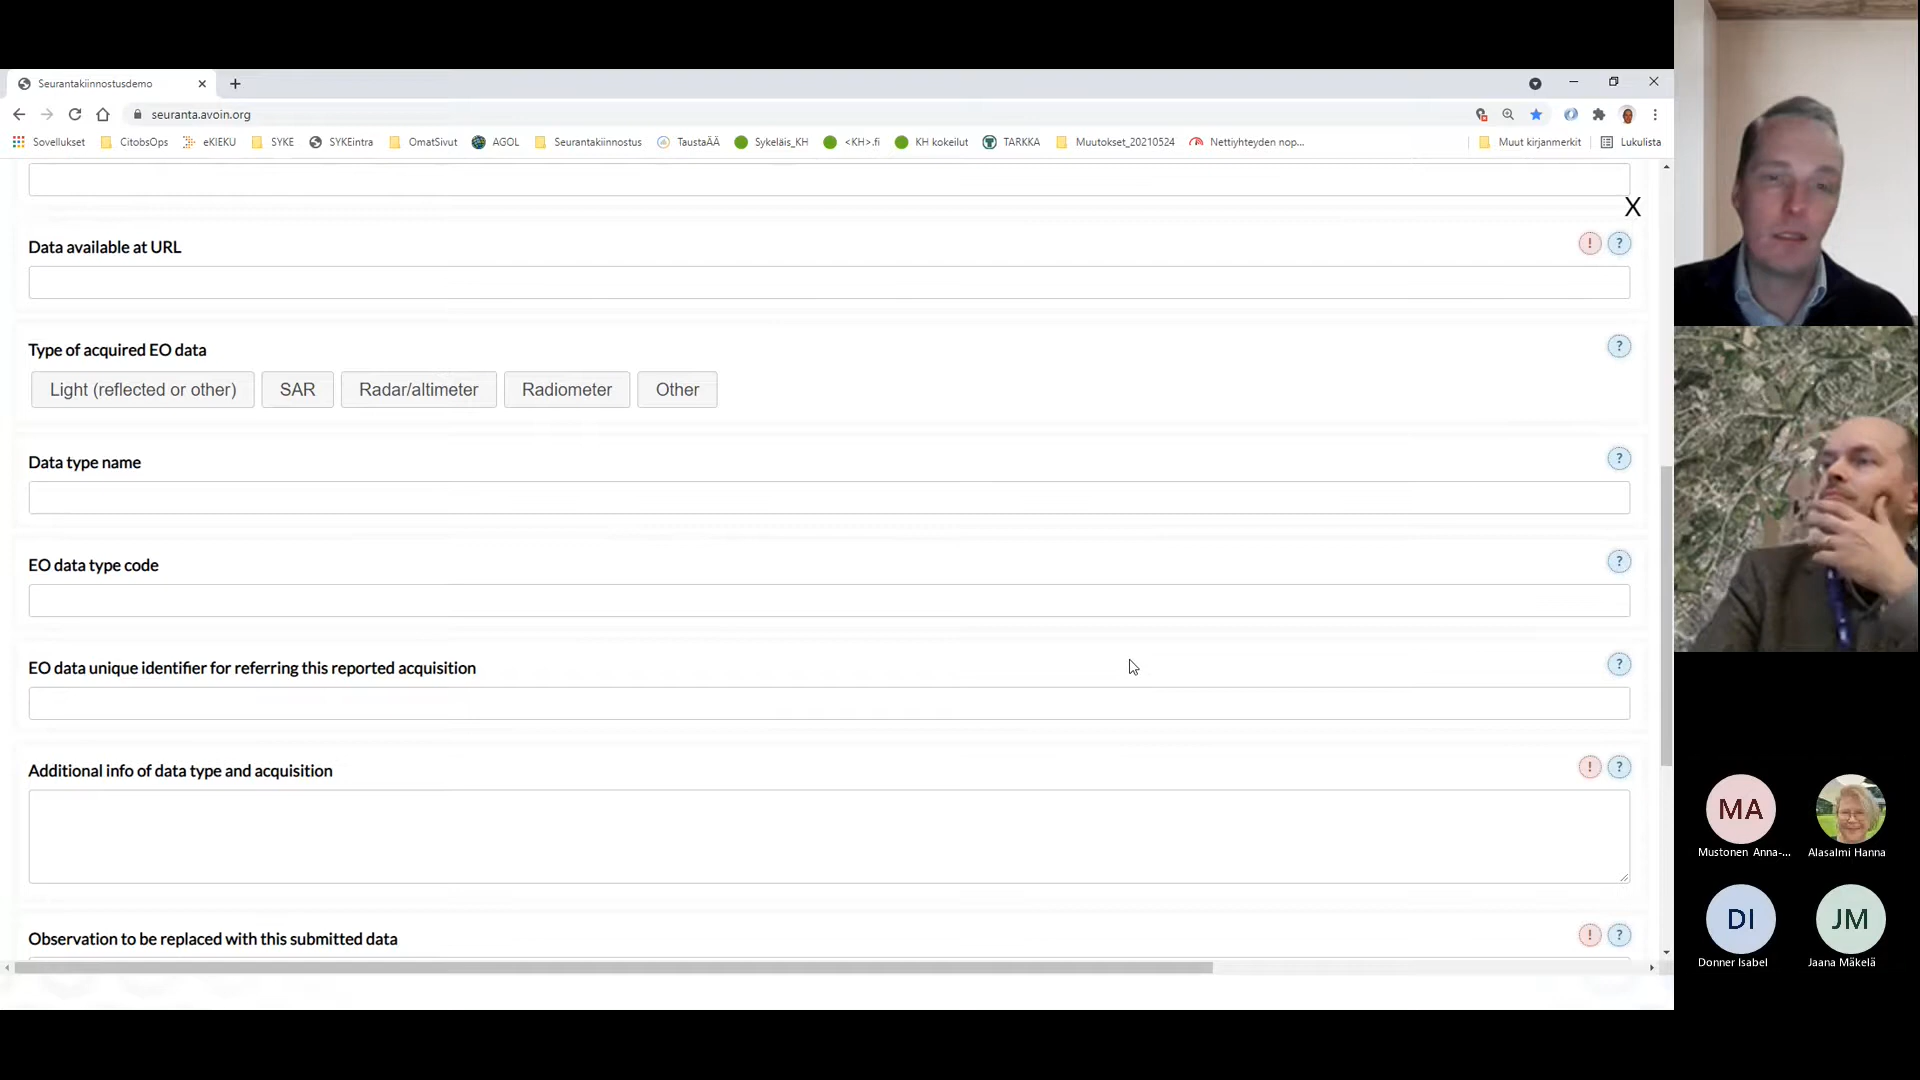 Seurantakiinnostusdemo
seuranta.avoin.org
Sovellukset CitobsOps eKIEKU SYKE SYKEintra OmatSivut AGOL Seurantakiinnostus TaustaÄÄ Sykeläis_KH <KH>.fi KH kokeilut TARKKA Muutokset_20210524 Nettiyhteyden nop... Muut kirjanmerkit Lukulista
X
Data available at URL ! ?
Type of acquired EO data ?
Light (reflected or other) SAR Radar/altimeter Radiometer Other
Data type name ?
EO data type code ?
EO data unique identifier for referring this reported acquisition ?
Additional info of data type and acquisition ! ?
Observation to be replaced with this submitted data ! ?
MA
Mustonen Anna-... Alasalmi Hanna
DI JM
Donner Isabel Jaana Mäkelä